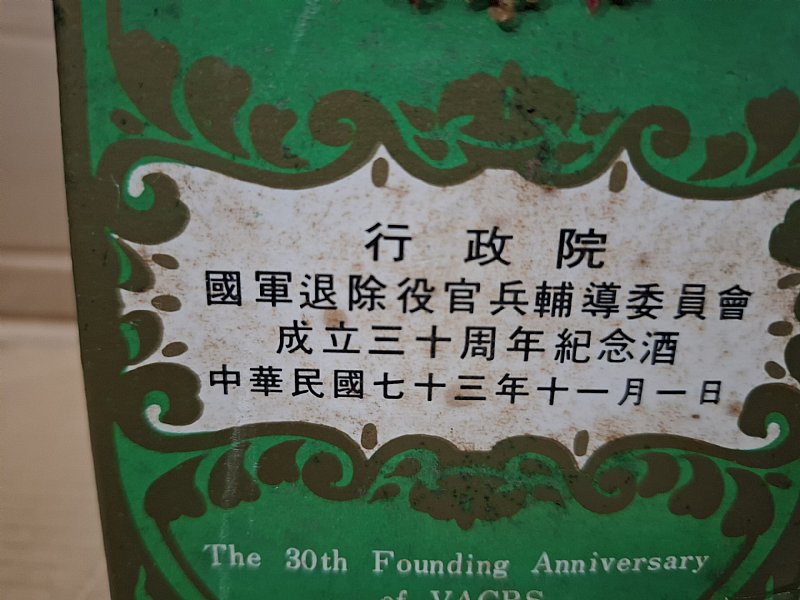 行政院
國軍退除役官兵輔導委員會
成立三十周年紀念酒
中華民國七十三年十一月一日
The 30th Founding Anniversary
of VACRS